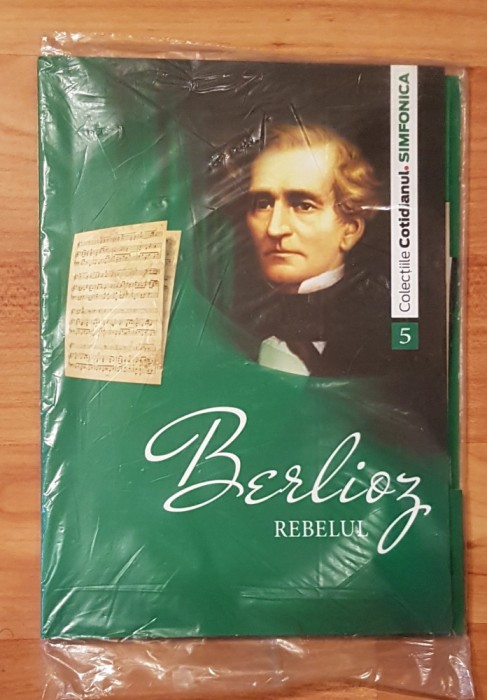 Colecțiile Cotidianul. SIMFONICA
5
Berlioz
REBELUL